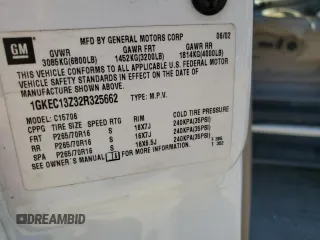 GM
MFD BY GENERAL MOTORS CORP 06/02
GVWR GAWR FRT GAWR RR
3085KG(6800LB) 1452KG(3200LB) 1814KG(4000LB)
THIS VEHICLE CONFORMS TO ALL APPLICABLE U.S. FEDERAL MOTOR
VEHICLE SAFETY STANDARDS IN EFFECT ON THE DATE OF
MANUFACTURE SHOWN ABOVE.
1GKEC13Z32R325662 TYPE: M.P.V.
MODEL: C15706
CPPG TIRE SIZE SPEED RTG RIM COLD TIRE PRESSURE
FRT P265/70R16 S 16X7J 240KPA(35PSI)
RR P265/70R16 S 16X7J 240KPA(35PSI)
SPA P265/70R16 S 16X6.5J 240KPA(35PSI)
SEE OWNER'S MANUAL FOR ADDITIONAL INFORMATION
© DREAMBID